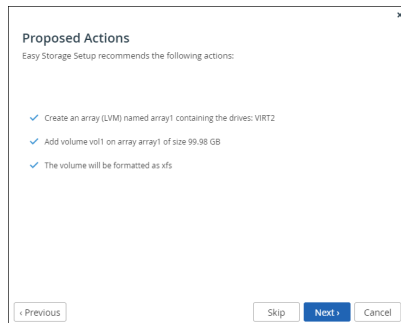 ×
Proposed Actions
Easy Storage Setup recommends the following actions:
✓ Create an array (LVM) named array1 containing the drives: VIRT2
✓ Add volume vol1 on array array1 of size 99.98 GB
✓ The volume will be formatted as xfs
‹ Previous Skip Next › Cancel